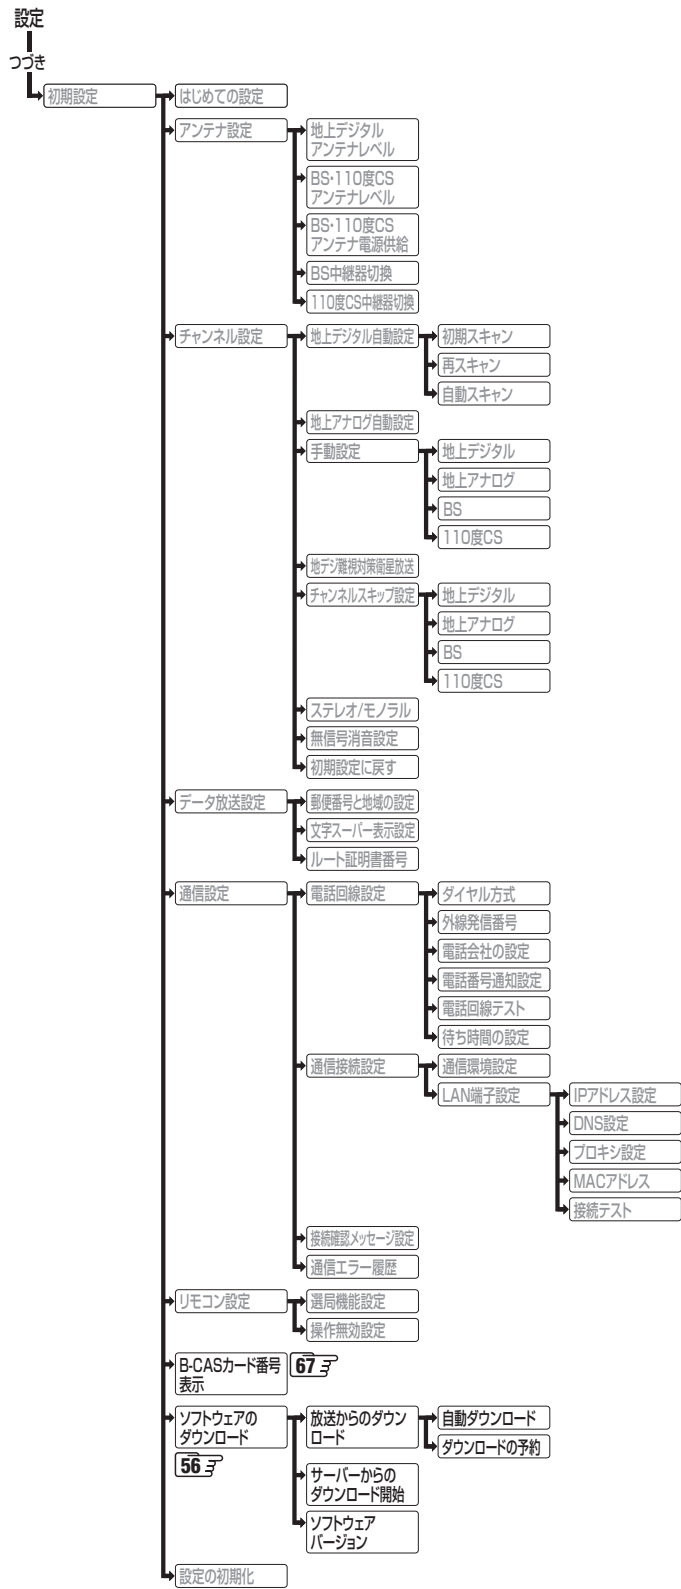 設定
つづき
初期設定
はじめての設定
アンテナ設定
地上デジタル
アンテナレベル
BS・110度CS
アンテナレベル
BS・110度CS
アンテナ電源供給
BS中継器切換
110度CS中継器切換
チャンネル設定
地上デジタル自動設定
初期スキャン
再スキャン
自動スキャン
地上アナログ自動設定
手動設定
地上デジタル
地上アナログ
BS
110度CS
地デジ難視対策衛星放送
チャンネルスキップ設定
地上デジタル
地上アナログ
BS
110度CS
ステレオ/モノラル
無信号消音設定
初期設定に戻す
データ放送設定
郵便番号と地域の設定
文字スーパー表示設定
ルート証明書番号
通信設定
電話回線設定
ダイヤル方式
外線発信番号
電話会社の設定
電話番号通知設定
電話回線テスト
待ち時間の設定
通信接続設定
通信環境設定
LAN端子設定
IPアドレス設定
DNS設定
プロキシ設定
MACアドレス
接続テスト
接続確認メッセージ設定
通信エラー履歴
リモコン設定
選局機能設定
操作無効設定
B-CASカード番号
表示
67
ソフトウェアの
ダウンロード
56
放送からのダウン
ロード
自動ダウンロード
ダウンロードの予約
サーバーからの
ダウンロード開始
ソフトウェア
バージョン
設定の初期化